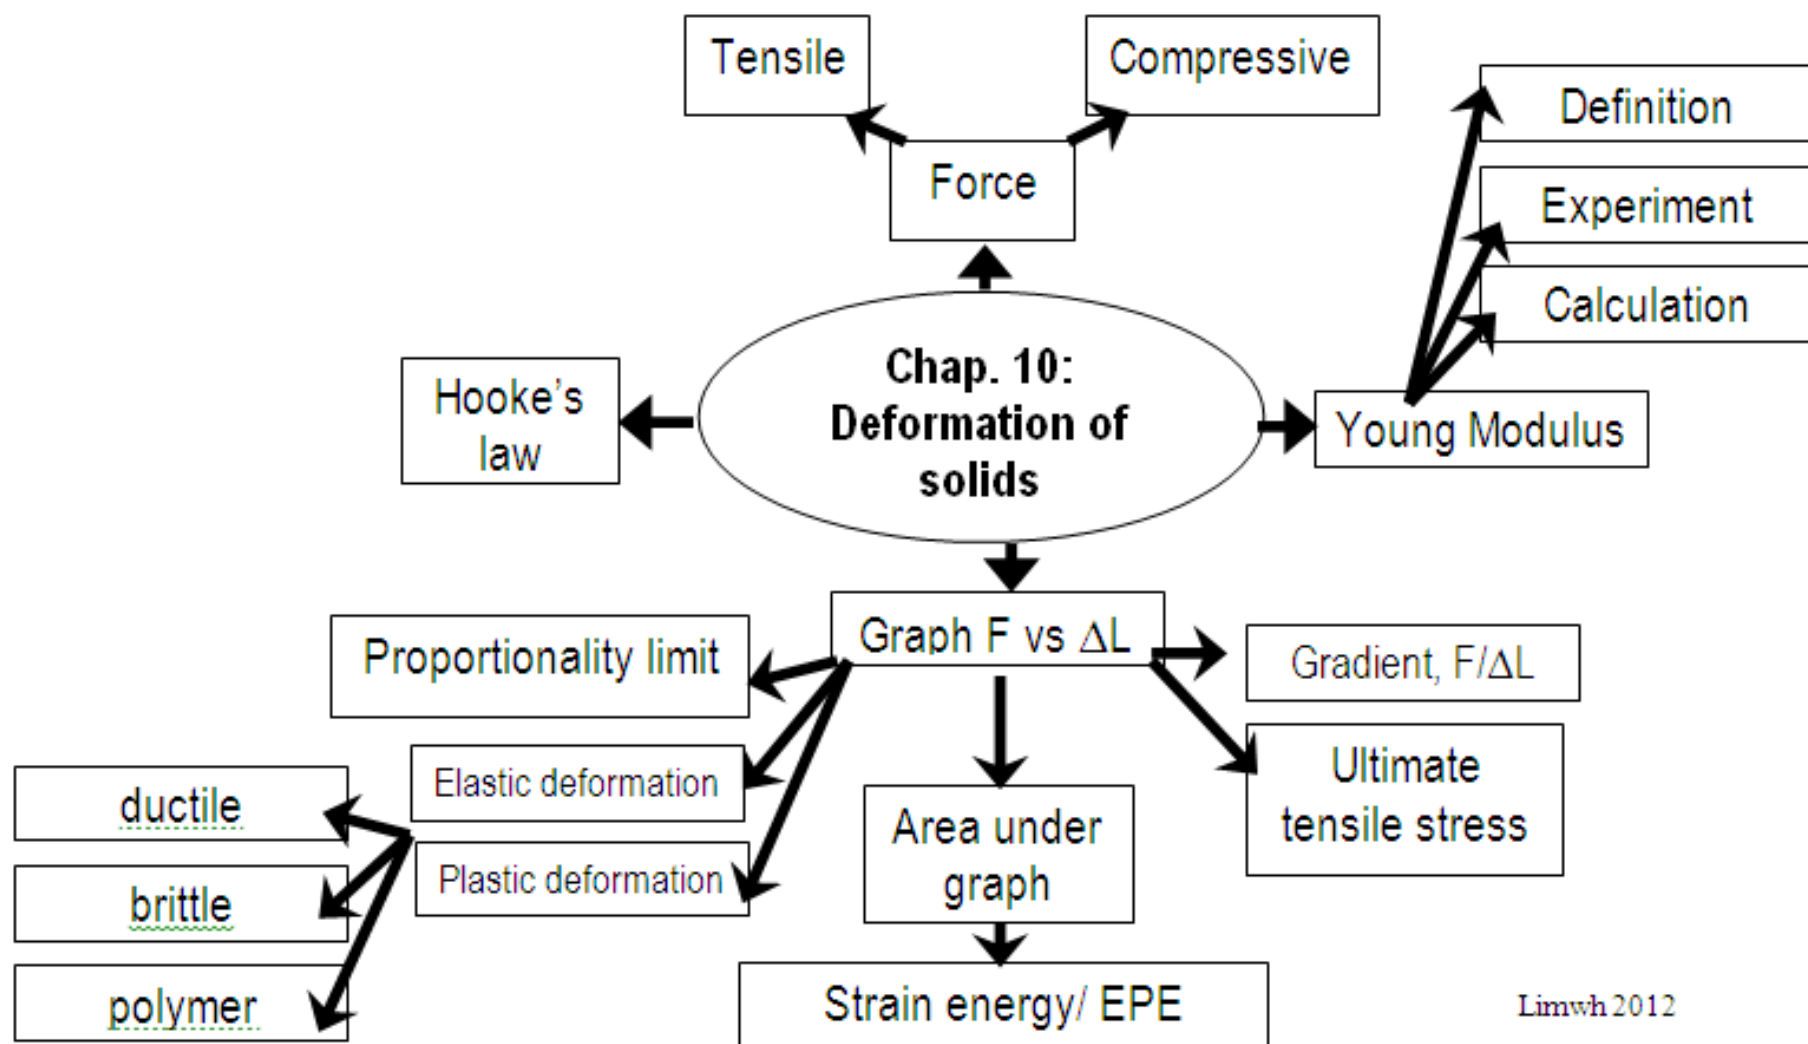 Tensile
Compressive
Definition
Force
Experiment
Calculation
Chap. 10:
Deformation of
solids
Hooke's
law
Young Modulus
Graph F vs ΔL
Proportionality limit
Gradient, F/ΔL
Elastic deformation
Ultimate
tensile stress
ductile
Area under
graph
Plastic deformation
brittle
polymer
Strain energy/ EPE
Limwh 2012